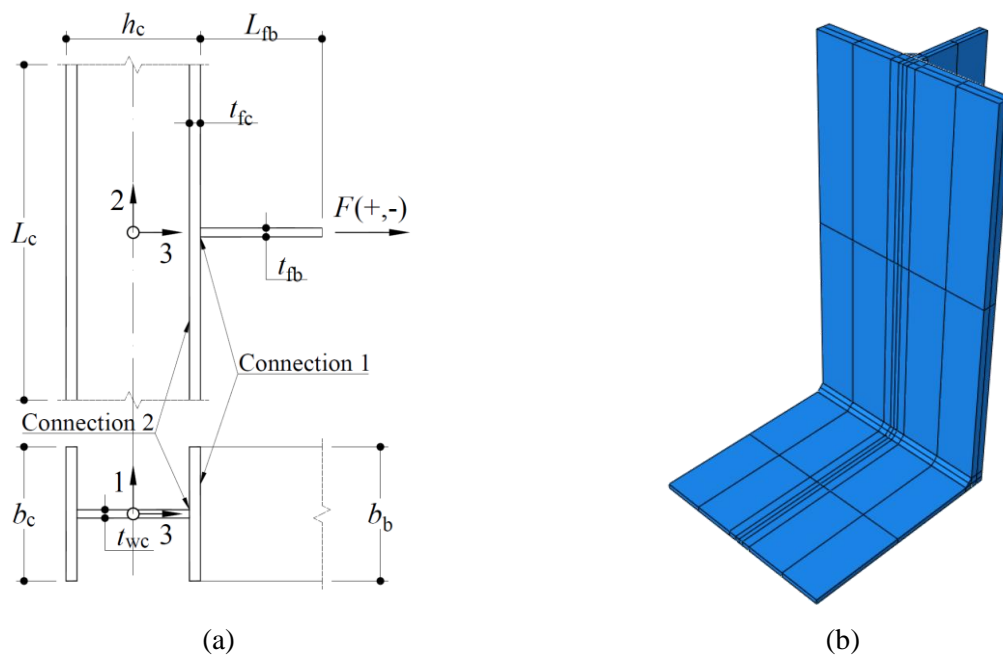 hc Lfb
tfc
2
F(+,-)
Lc
3
tfb
Connection 1
Connection 2
1
bc
3
bb
twc
(a) (b)